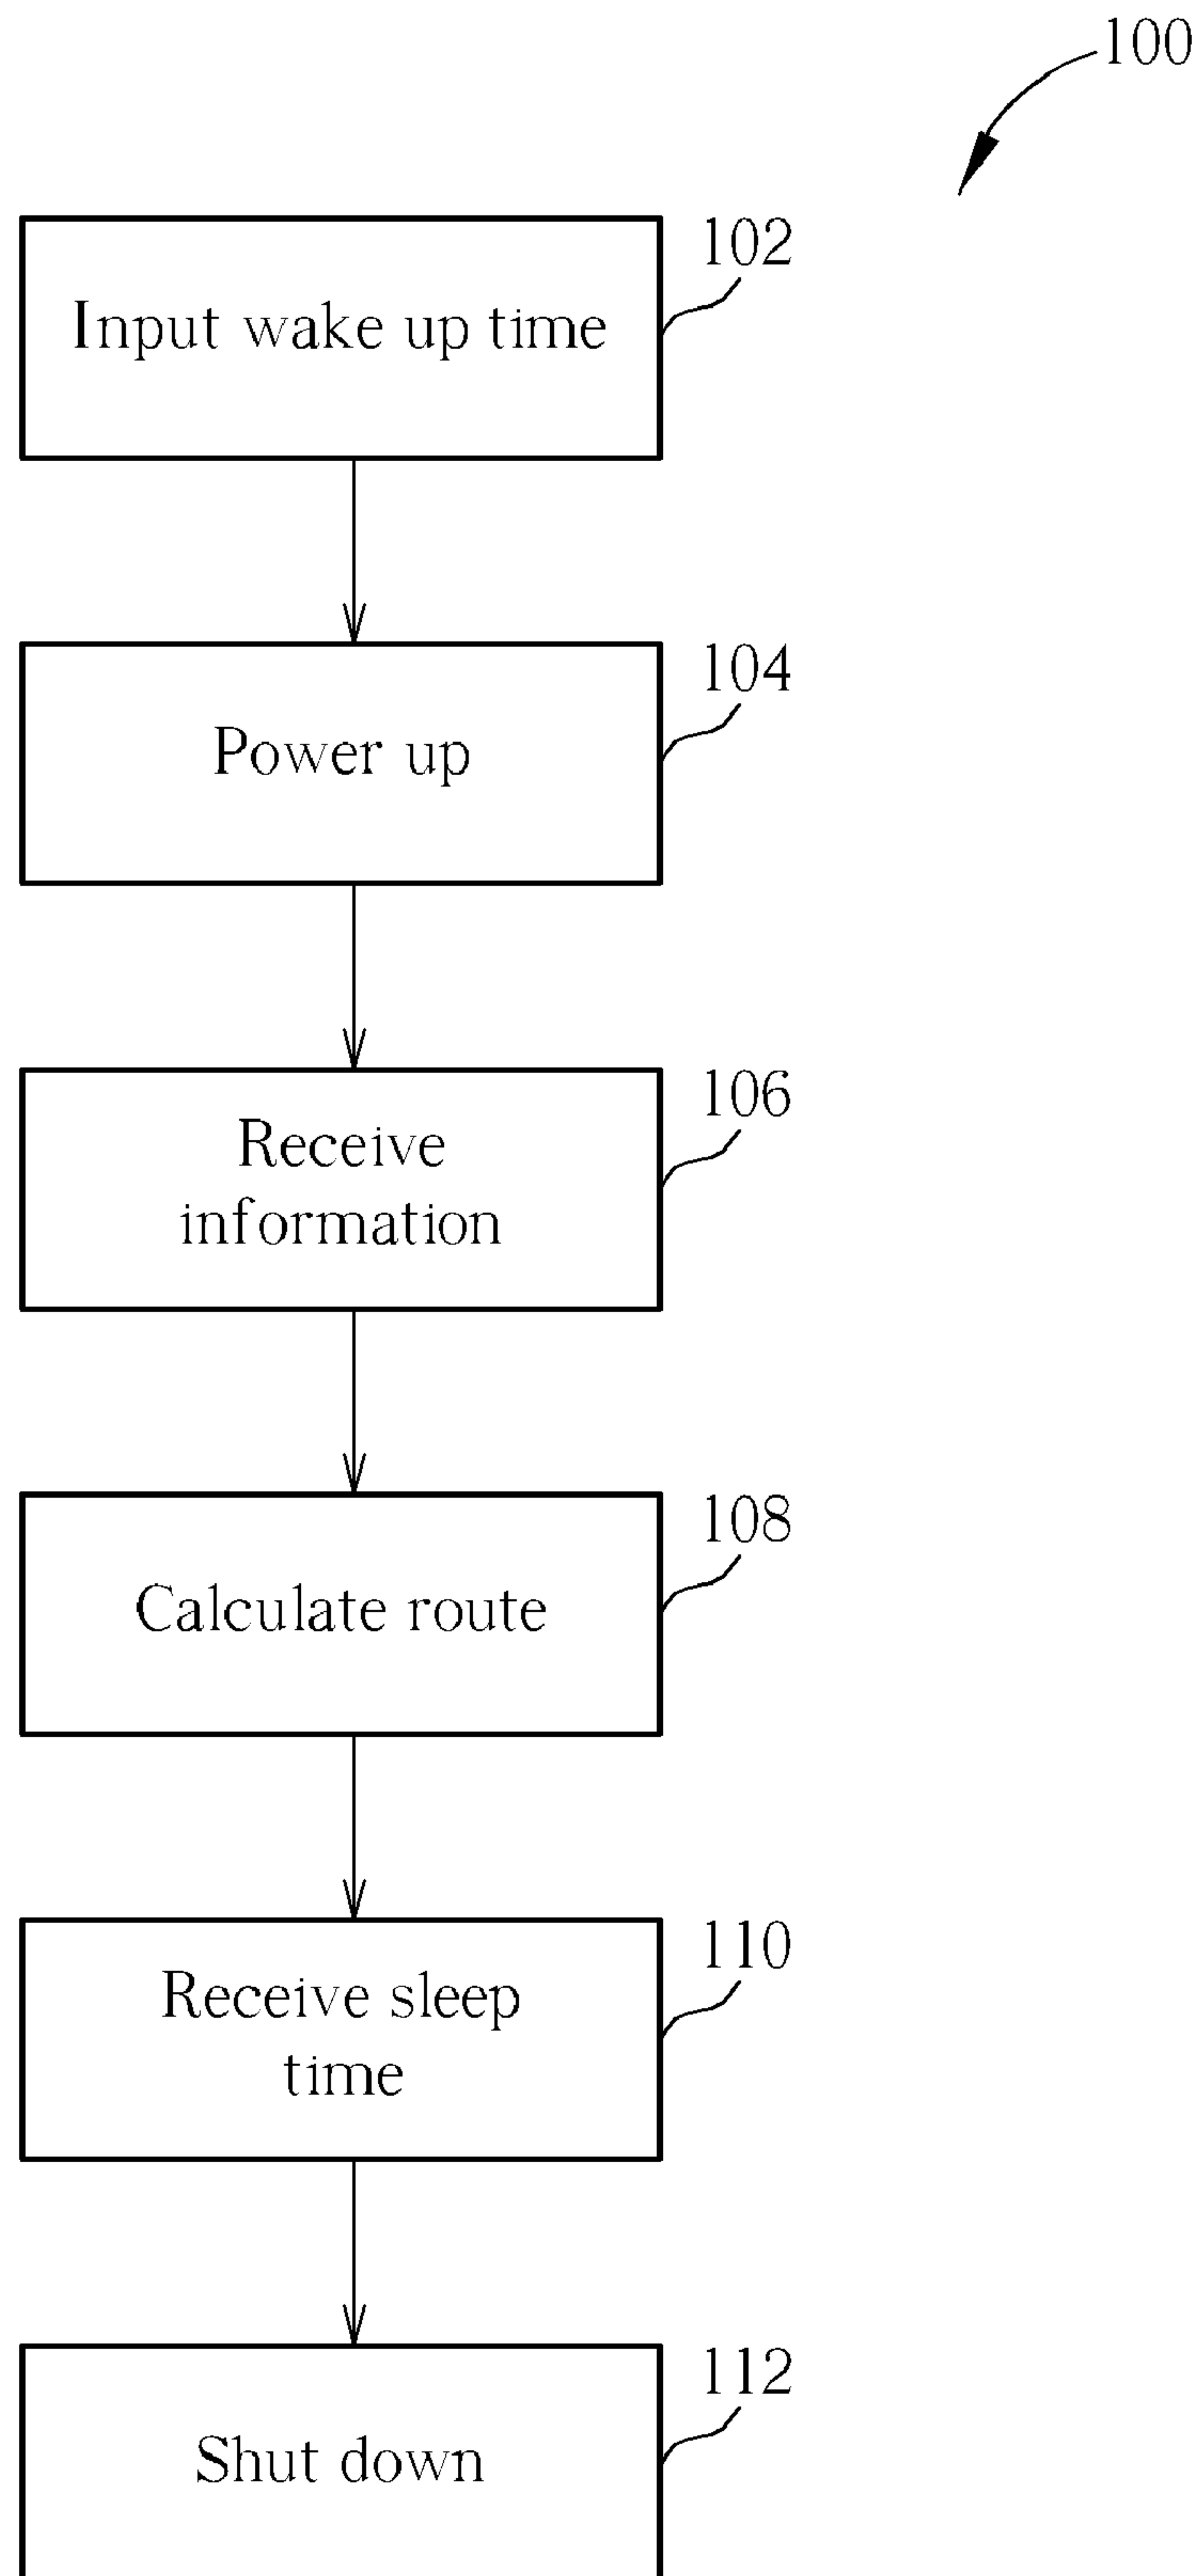 100
102
Input wake up time
104
Power up
106
Receive
information
108
Calculate route
110
Receive sleep
time
112
Shut down